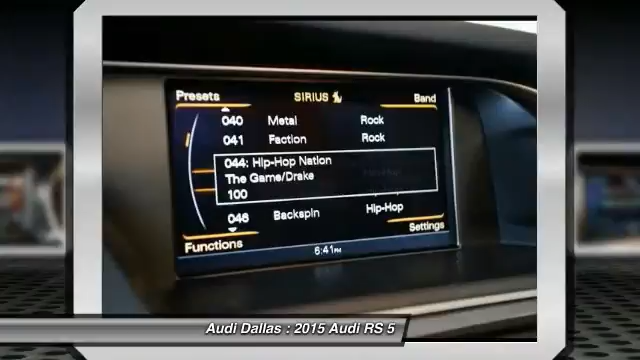 Presets SIRIUS Band
040 Metal Rock
041 Faction Rock
044: Hip-Hop Nation
The Game/Drake
100
046 Backspin Hip-Hop
Functions Settings
6:41PM
Audi Dallas : 2015 Audi RS 5